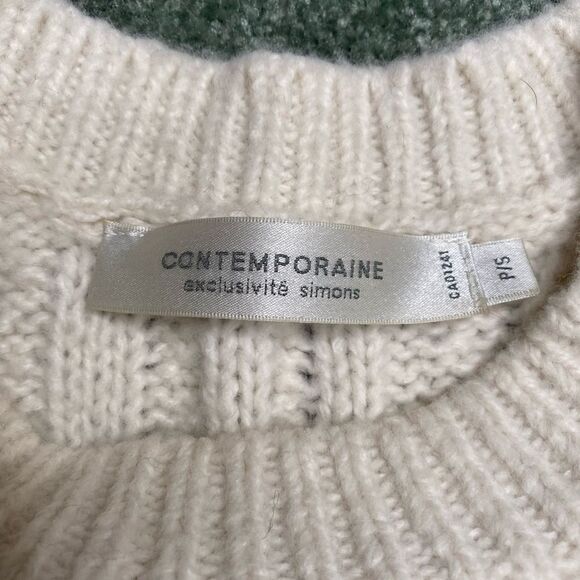 CONTEMPORAINE
exclusivité simons
CA01241
P/S